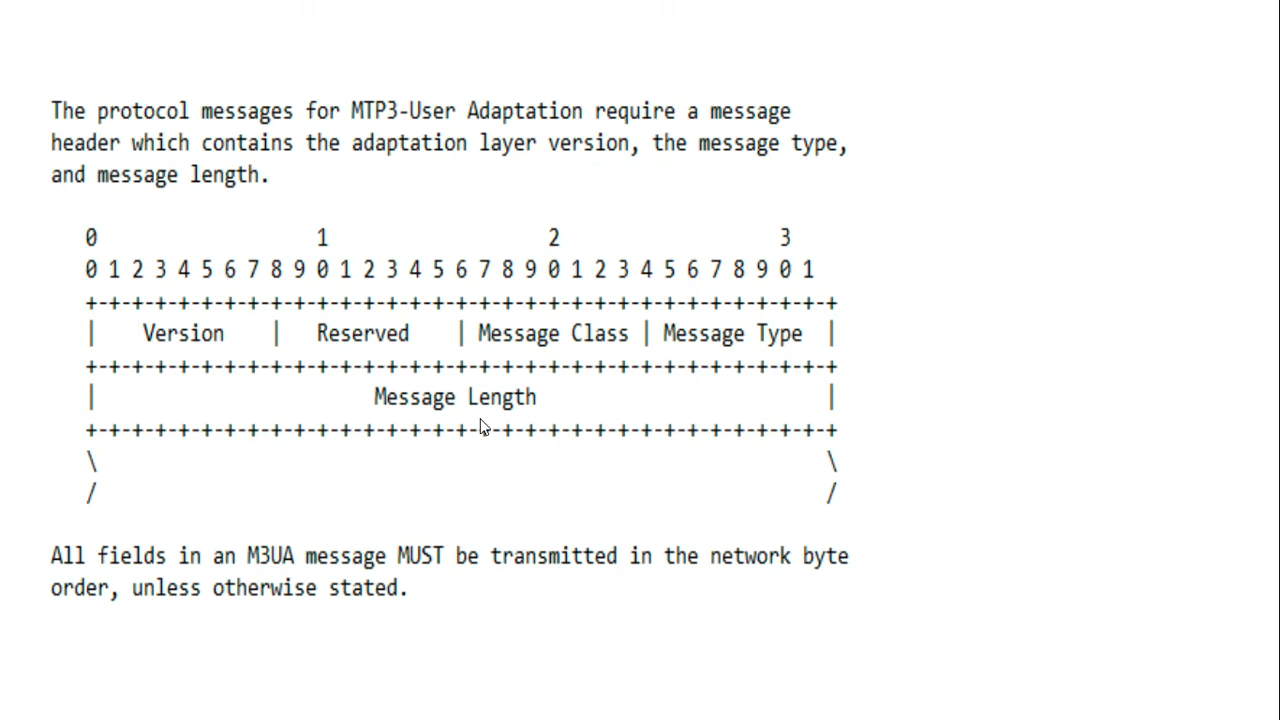 The protocol messages for MTP3-User Adaptation require a message
header which contains the adaptation layer version, the message type,
and message length.
0                   1                   2                   3
0 1 2 3 4 5 6 7 8 9 0 1 2 3 4 5 6 7 8 9 0 1 2 3 4 5 6 7 8 9 0 1
+-+-+-+-+-+-+-+-+-+-+-+-+-+-+-+-+-+-+-+-+-+-+-+-+-+-+-+-+-+-+-+-+
|    Version    |   Reserved    | Message Class | Message Type  |
+-+-+-+-+-+-+-+-+-+-+-+-+-+-+-+-+-+-+-+-+-+-+-+-+-+-+-+-+-+-+-+-+
|                        Message Length                         |
+-+-+-+-+-+-+-+-+-+-+-+-+-+-+-+-+-+-+-+-+-+-+-+-+-+-+-+-+-+-+-+-+
\                                                               \
/                                                               /
All fields in an M3UA message MUST be transmitted in the network byte
order, unless otherwise stated.